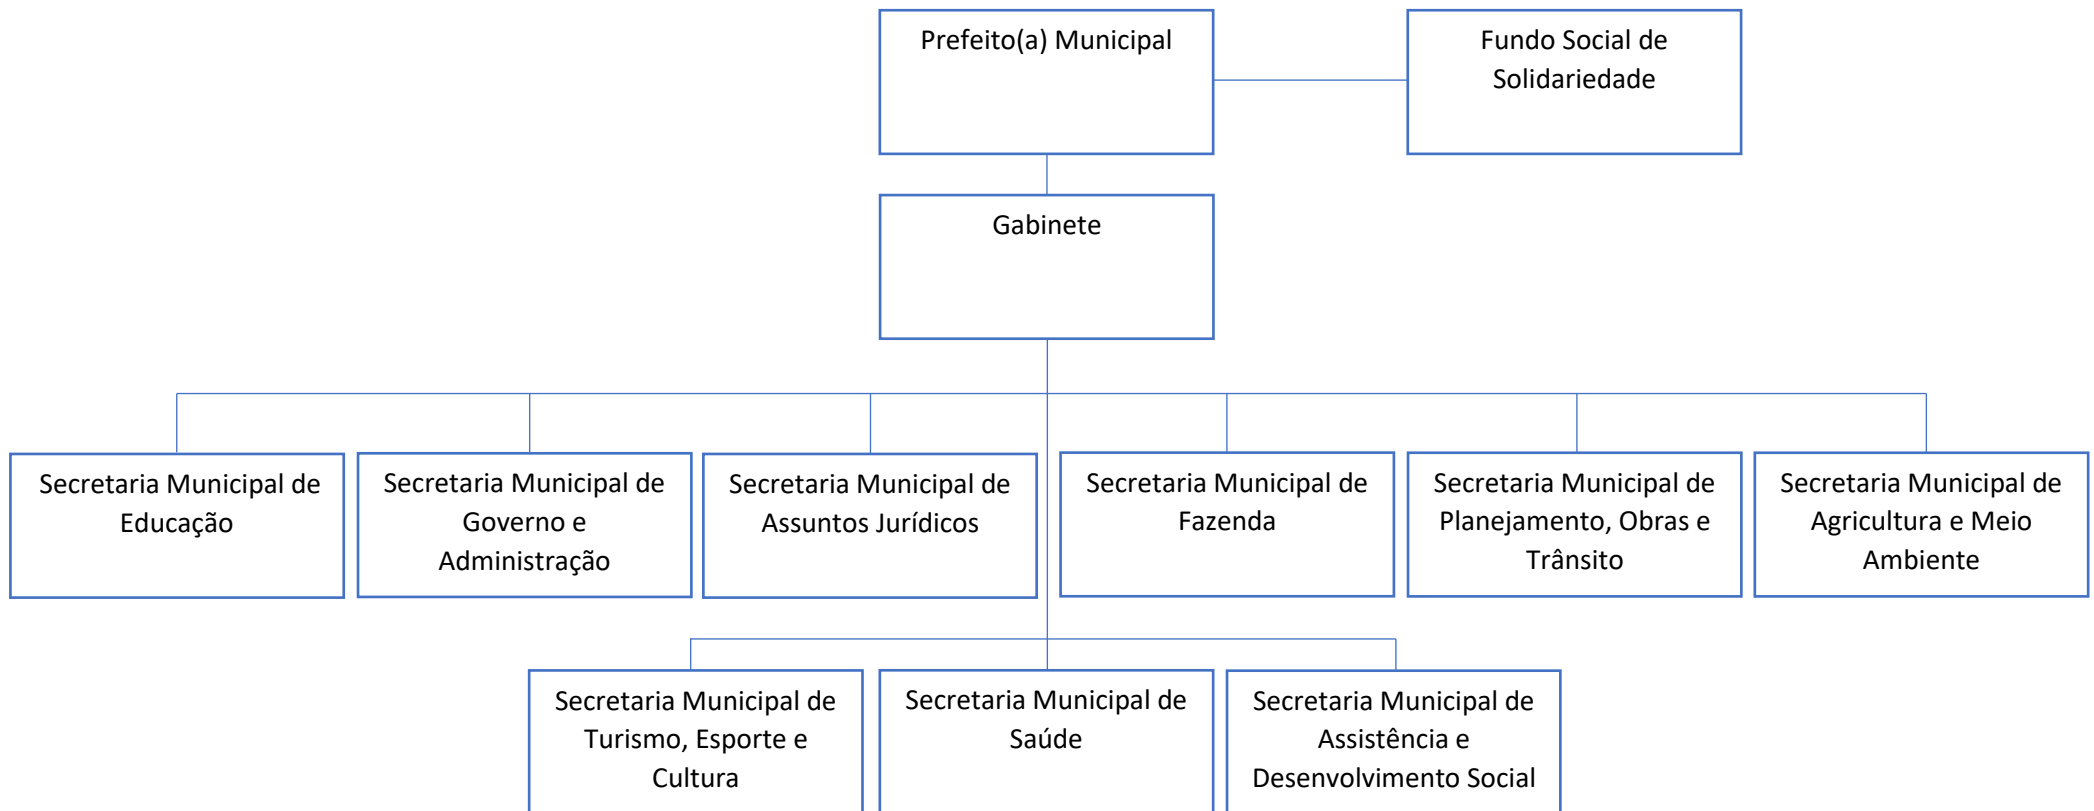 Prefeito(a) Municipal
Fundo Social de
Solidariedade
Gabinete
Secretaria Municipal de
Educação
Secretaria Municipal de
Governo e
Administração
Secretaria Municipal de
Assuntos Jurídicos
Secretaria Municipal de
Fazenda
Secretaria Municipal de
Planejamento, Obras e
Trânsito
Secretaria Municipal de
Agricultura e Meio
Ambiente
Secretaria Municipal de
Turismo, Esporte e
Cultura
Secretaria Municipal de
Saúde
Secretaria Municipal de
Assistência e
Desenvolvimento Social